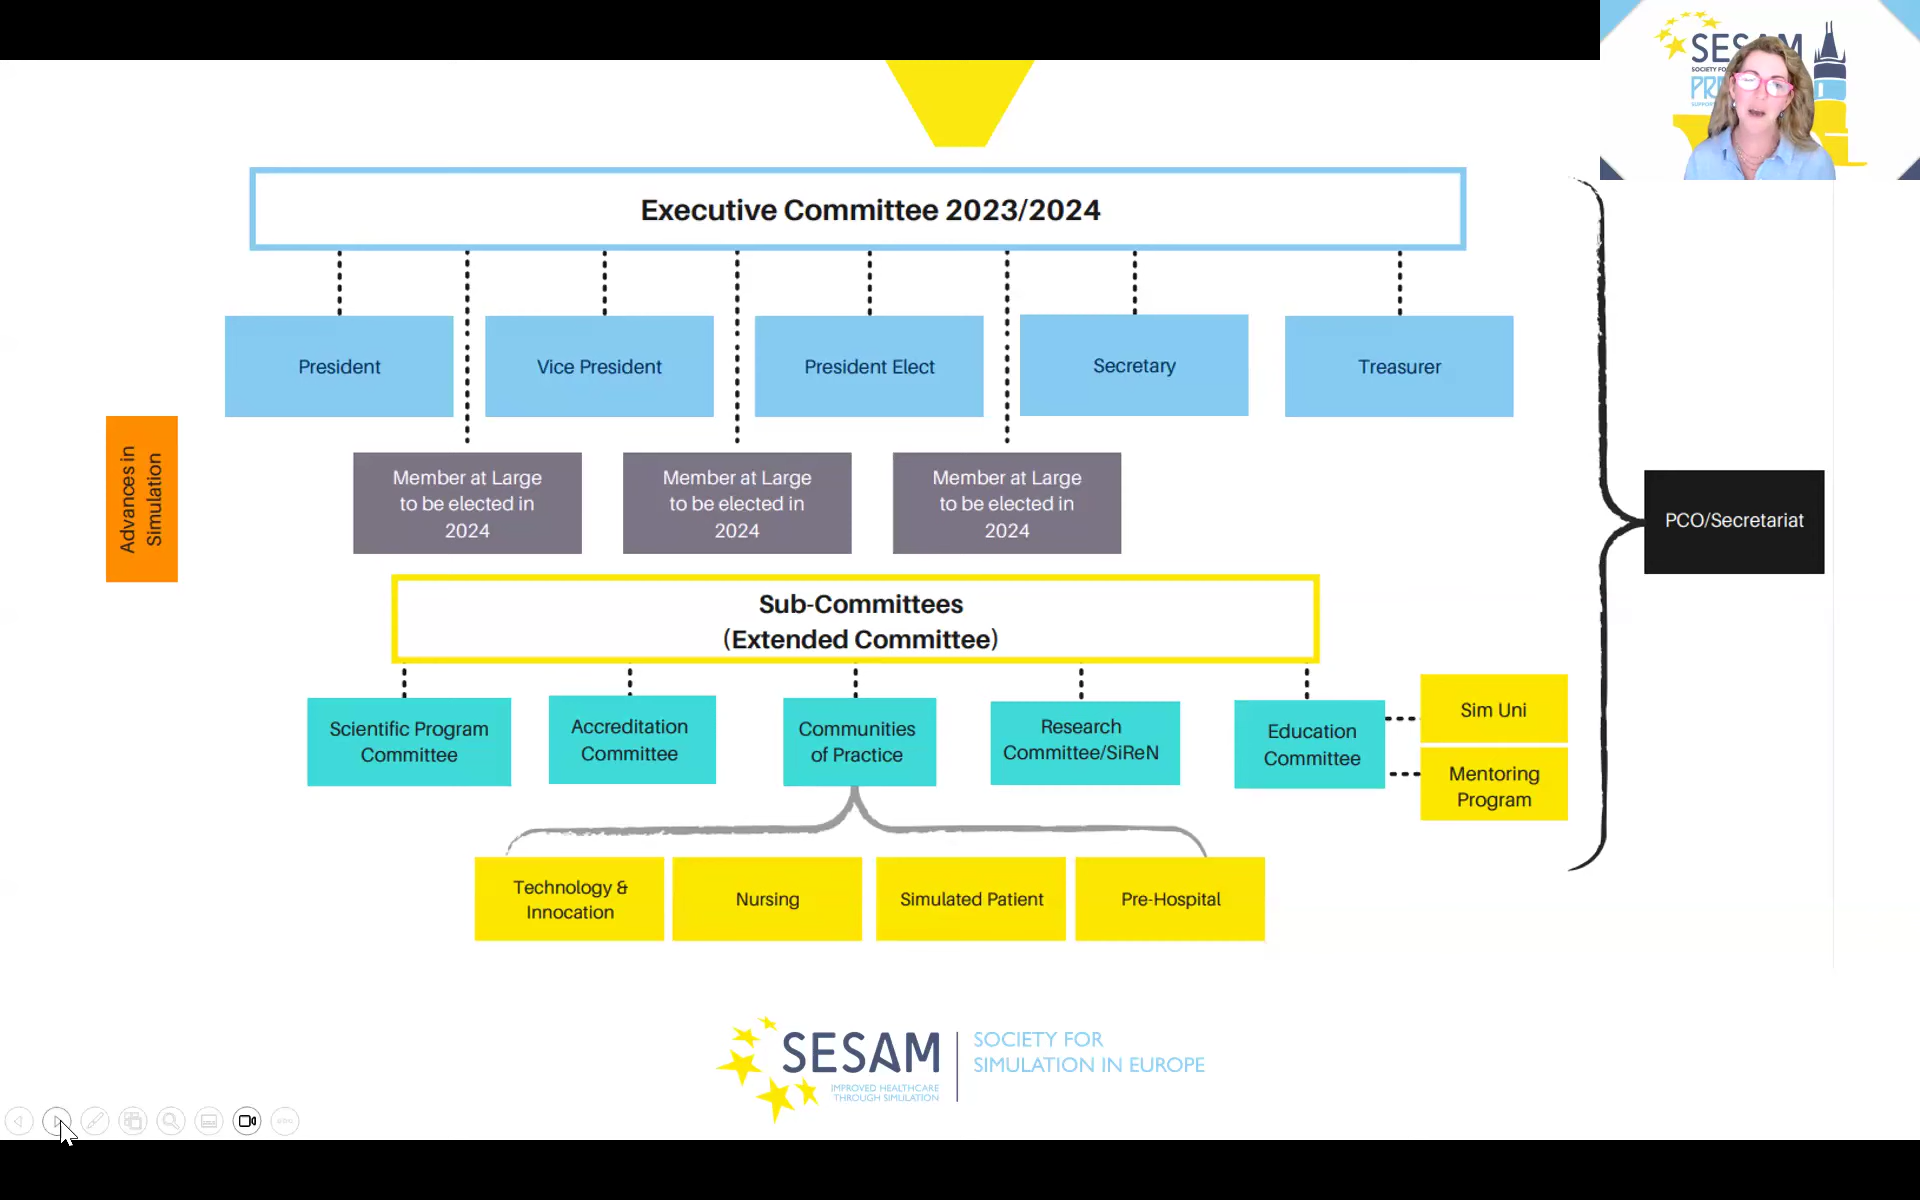 SESAM
Executive Committee 2023/2024
President
Vice President
President Elect
Secretary
Treasurer
Advances in
Simulation
Member at Large
to be elected in
2024
Member at Large
to be elected in
2024
Member at Large
to be elected in
2024
PCO/Secretariat
Sub-Committees
(Extended Committee)
Scientific Program
Committee
Accreditation
Committee
Communities
of Practice
Research
Committee/SiReN
Education
Committee
Sim Uni
Mentoring
Program
Technology &
Innocation
Nursing
Simulated Patient
Pre-Hospital
SESAM
IMPROVED HEALTHCARE
THROUGH SIMULATION
SOCIETY FOR
SIMULATION IN EUROPE